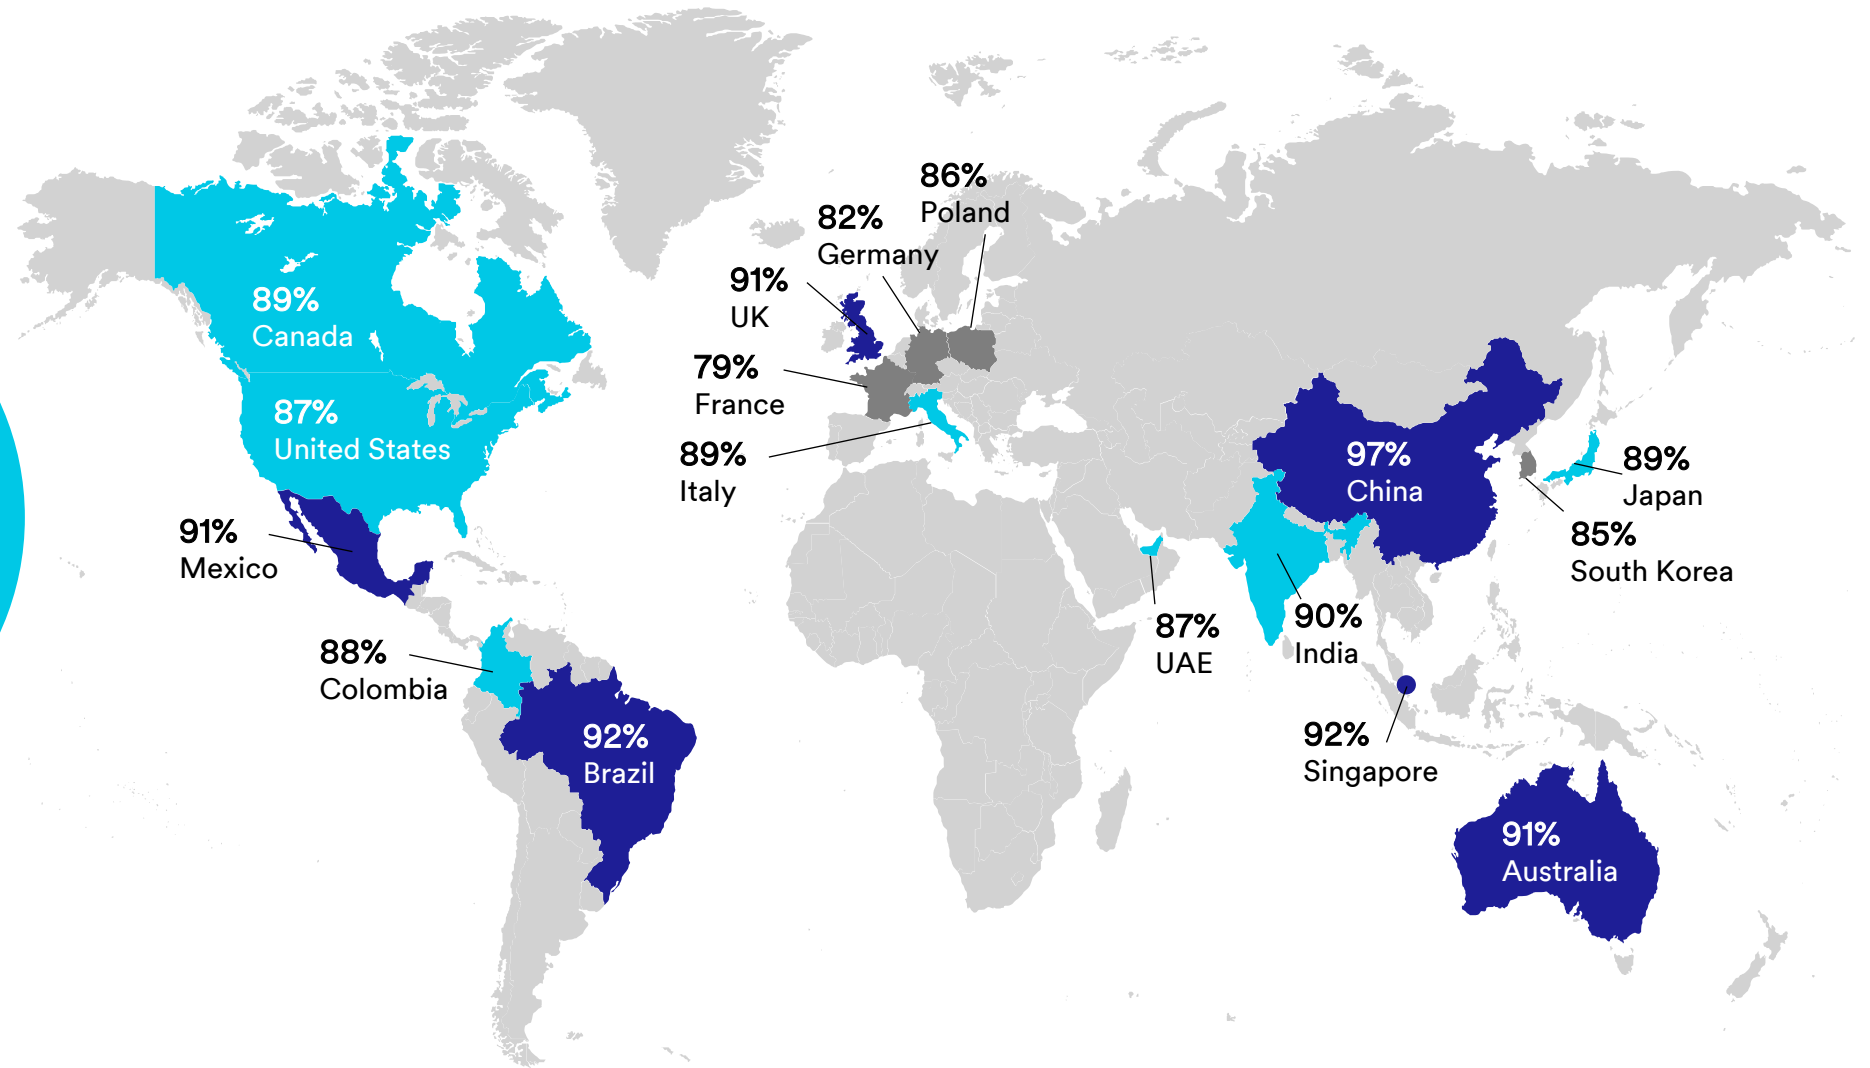 86%
Poland
82%
Germany
91%
UK
89%
Canada
79%
France
87%
United States
89%
Italy
97%
China
89%
Japan
91%
Mexico
85%
South Korea
90%
India
87%
UAE
88%
Colombia
92%
Brazil
92%
Singapore
91%
Australia